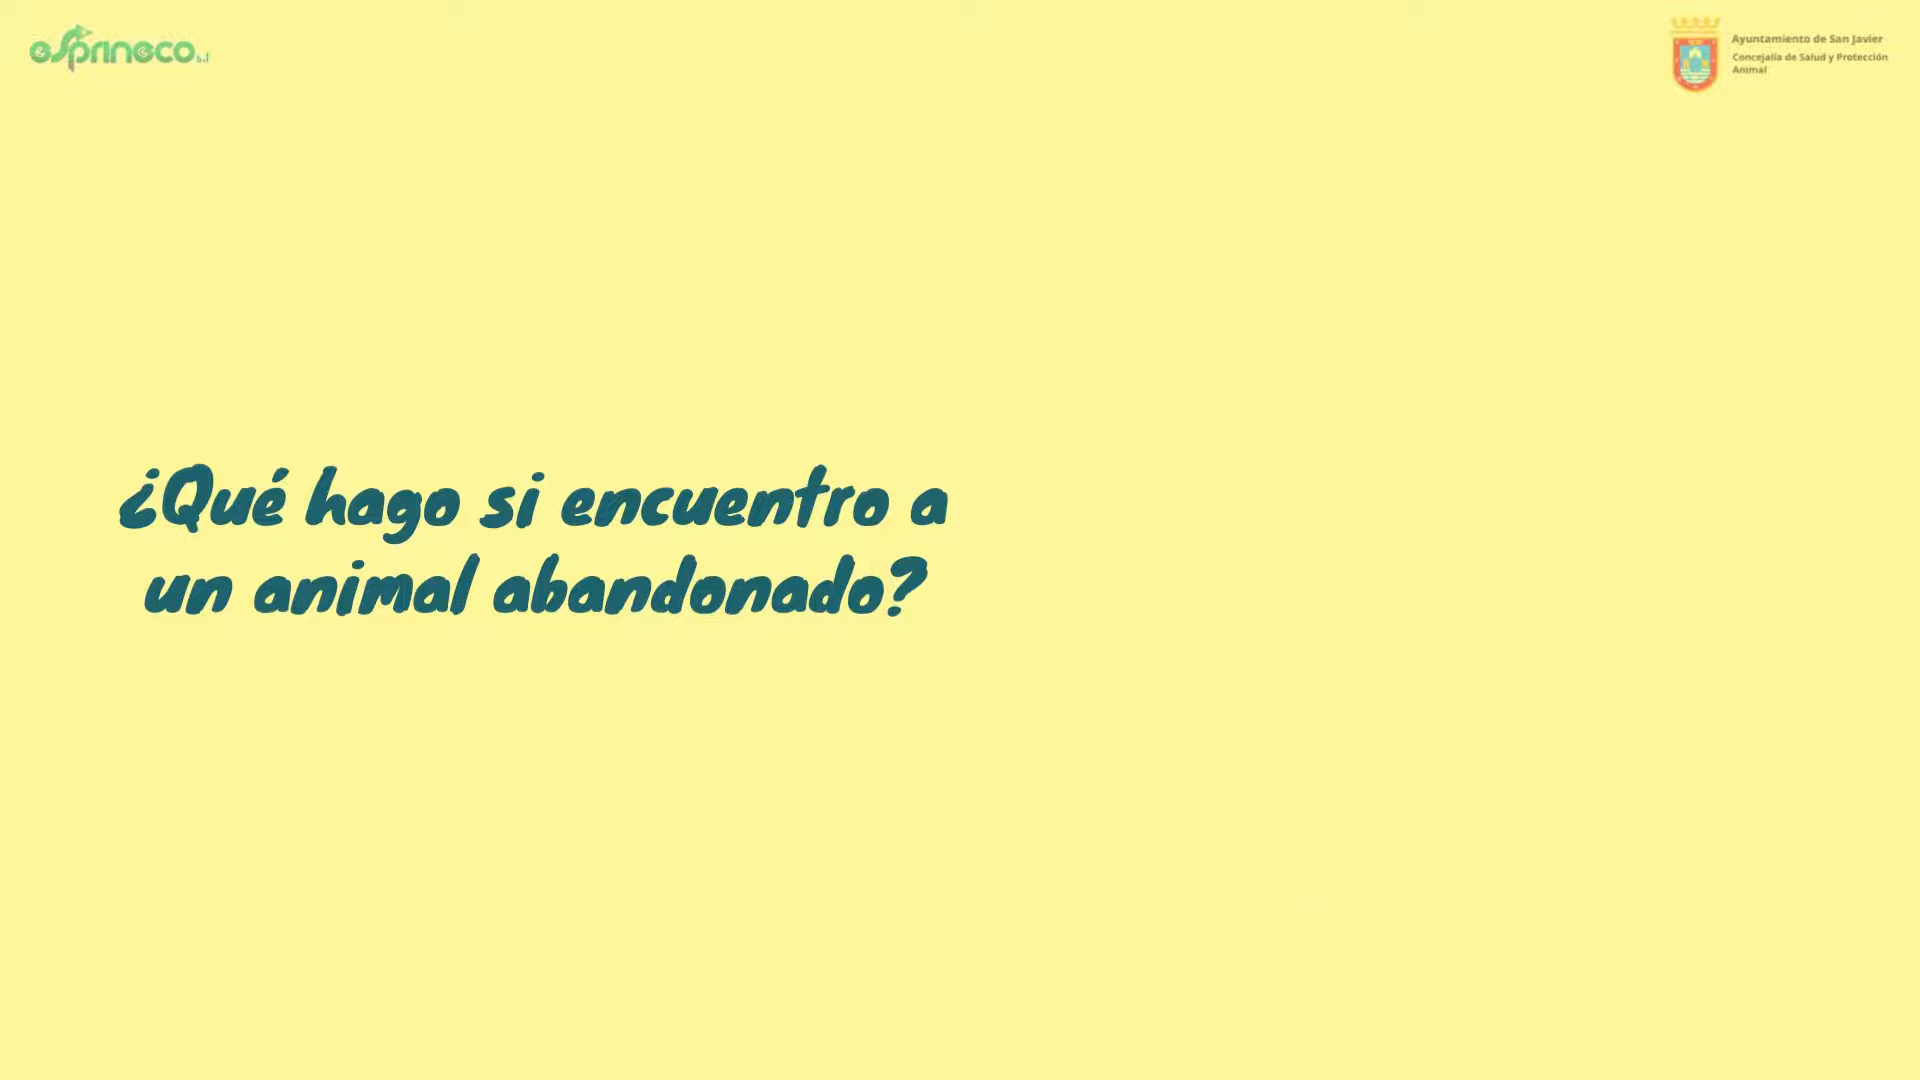 esprineco s.l
Ayuntamiento de San Javier
Concejalía de Salud y Protección
Animal
¿Qué hago si encuentro a
un animal abandonado?